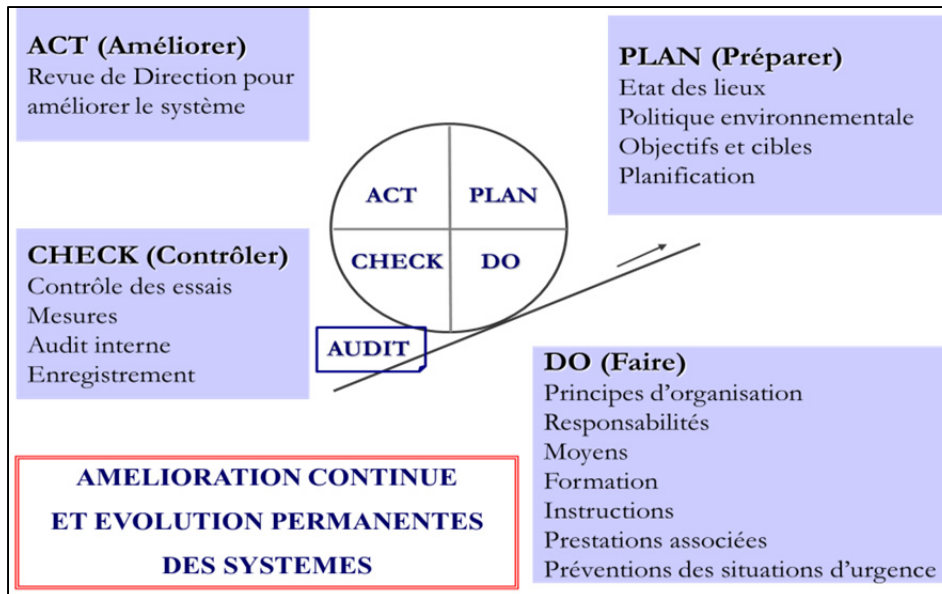 ACT (Améliorer)
Revue de Direction pour
améliorer le système
PLAN (Préparer)
Etat des lieux
Politique environnementale
Objectifs et cibles
Planification
ACT
PLAN
CHECK
DO
CHECK (Contrôler)
Contrôle des essais
Mesures
Audit interne
Enregistrement
AUDIT
DO (Faire)
Principes d'organisation
Responsabilités
Moyens
Formation
Instructions
Prestations associées
Préventions des situations d'urgence
AMELIORATION CONTINUE
ET EVOLUTION PERMANENTES
DES SYSTEMES